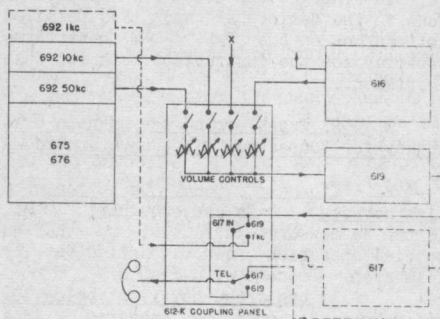 692 1kc
692 10kc
692 50kc
675
676
X
616
VOLUME CONTROLS
619
617 IN
619
1 KC
TEL
617
619
617
612-K COUPLING PANEL